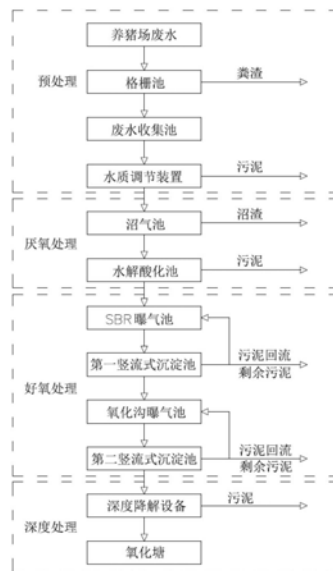 养猪场废水
预处理
格栅池
粪渣
废水收集池
水质调节装置
污泥
沼气池
沼渣
厌氧处理
水解酸化池
污泥
SBR曝气池
第一竖流式沉淀池
污泥回流
剩余污泥
好氧处理
氧化沟曝气池
第二竖流式沉淀池
污泥回流
剩余污泥
深度降解设备
污泥
深度处理
氧化塘